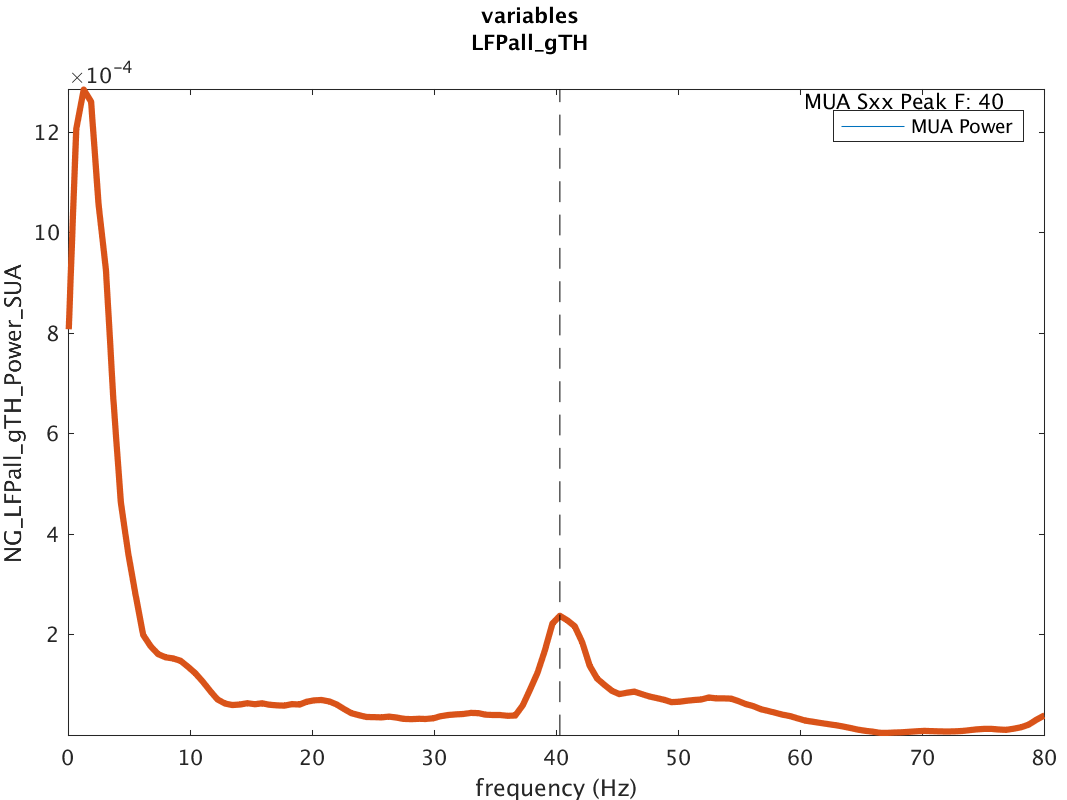 variables
LFPall_gTH
×10⁻⁴
MUA Sxx Peak F: 40
MUA Power
NG_LFPall_gTH_Power_SUA
12
10
8
6
4
2
0 10 20 30 40 50 60 70 80
frequency (Hz)